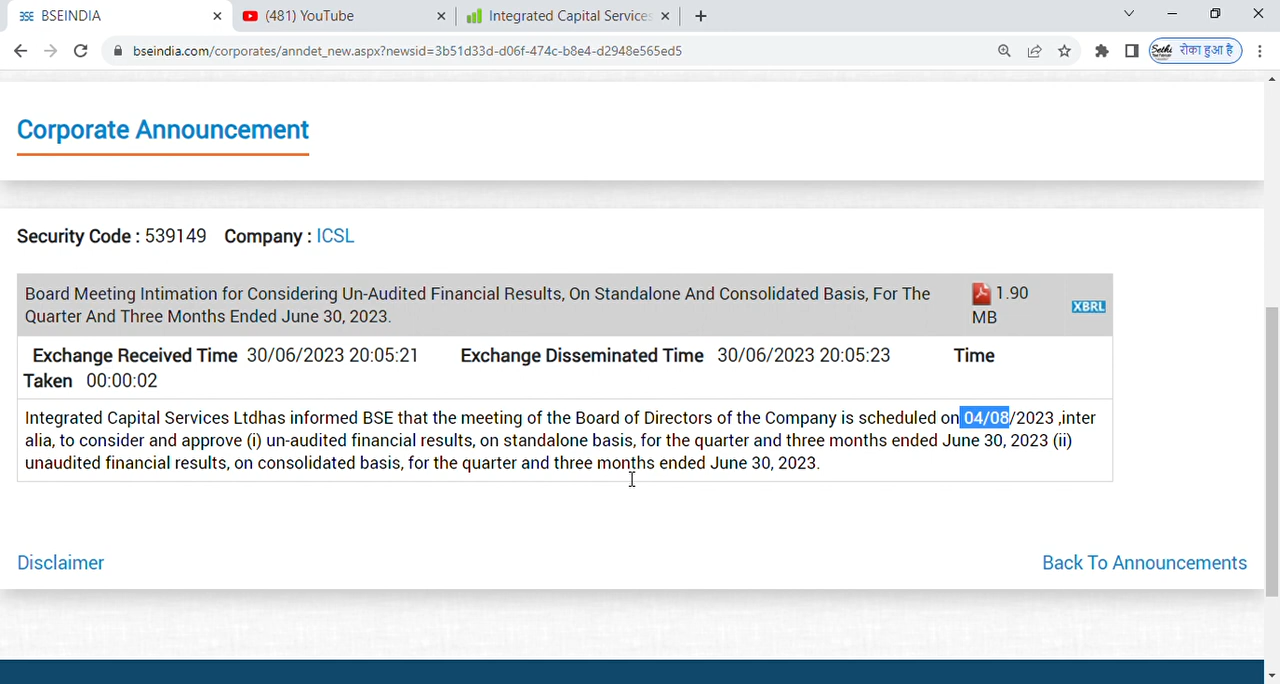 BSEINDIA
(481) YouTube
Integrated Capital Services
bseindia.com/corporates/anndet_new.aspx?newsid=3b51d33d-d06f-474c-b8e4-d2948e565ed5
Sethi
रोका हुआ है
Corporate Announcement
Security Code : 539149 Company : ICSL
Board Meeting Intimation for Considering Un-Audited Financial Results, On Standalone And Consolidated Basis, For The
Quarter And Three Months Ended June 30, 2023.
1.90
MB
XBRL
Exchange Received Time 30/06/2023 20:05:21 Exchange Disseminated Time 30/06/2023 20:05:23 Time
Taken 00:00:02
Integrated Capital Services Ltdhas informed BSE that the meeting of the Board of Directors of the Company is scheduled on 04/08/2023 ,inter
alia, to consider and approve (i) un-audited financial results, on standalone basis, for the quarter and three months ended June 30, 2023 (ii)
unaudited financial results, on consolidated basis, for the quarter and three months ended June 30, 2023.
Disclaimer
Back To Announcements